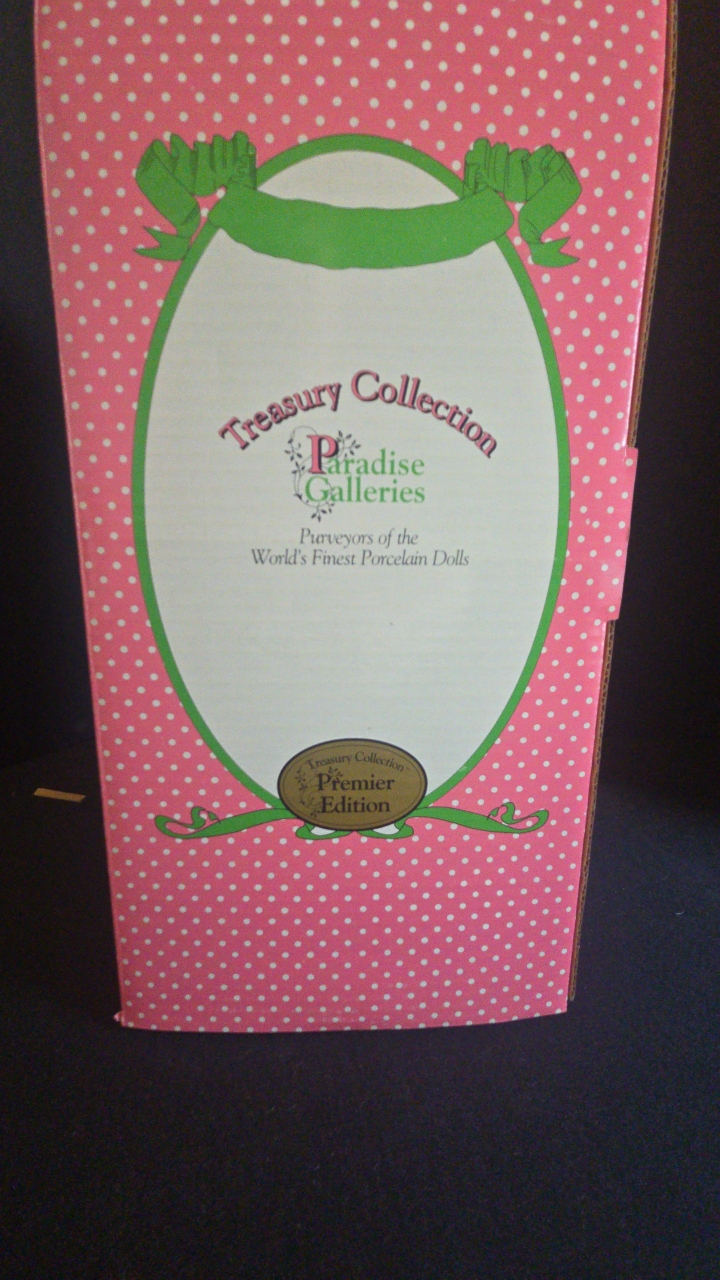 Treasury Collection
Paradise
Galleries
Purveyors of the
World's Finest Porcelain Dolls
Treasury Collection
Premier
Edition